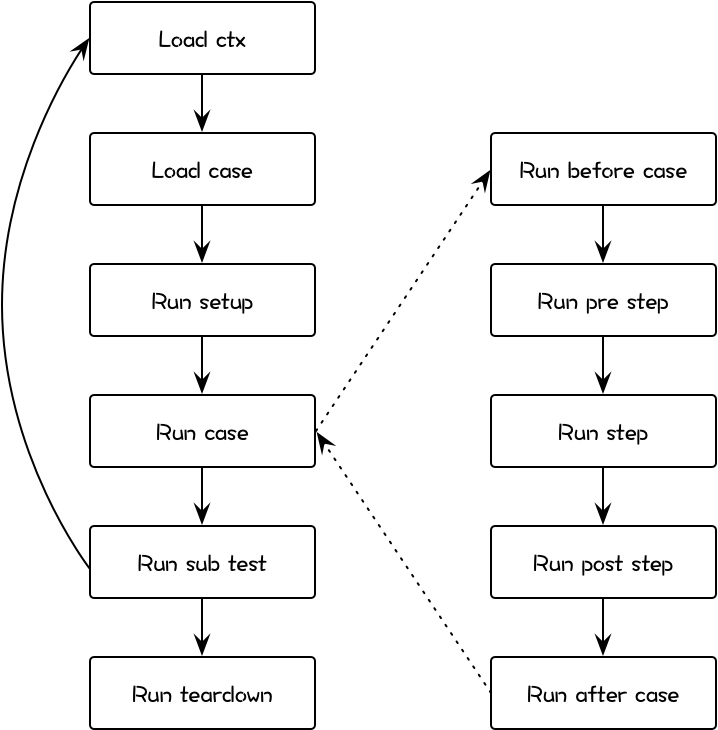 Load ctx
Load case
Run setup
Run case
Run sub test
Run teardown
Run before case
Run pre step
Run step
Run post step
Run after case